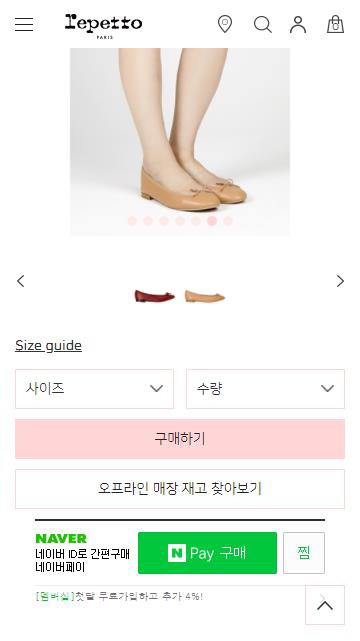 repetto
PARIS
0
Size guide
사이즈
수량
구매하기
오프라인 매장 재고 찾아보기
NAVER
네이버 ID로 간편구매
네이버페이
N Pay 구매
찜
[멤버십]첫달 무료가입하고 추가 4%!